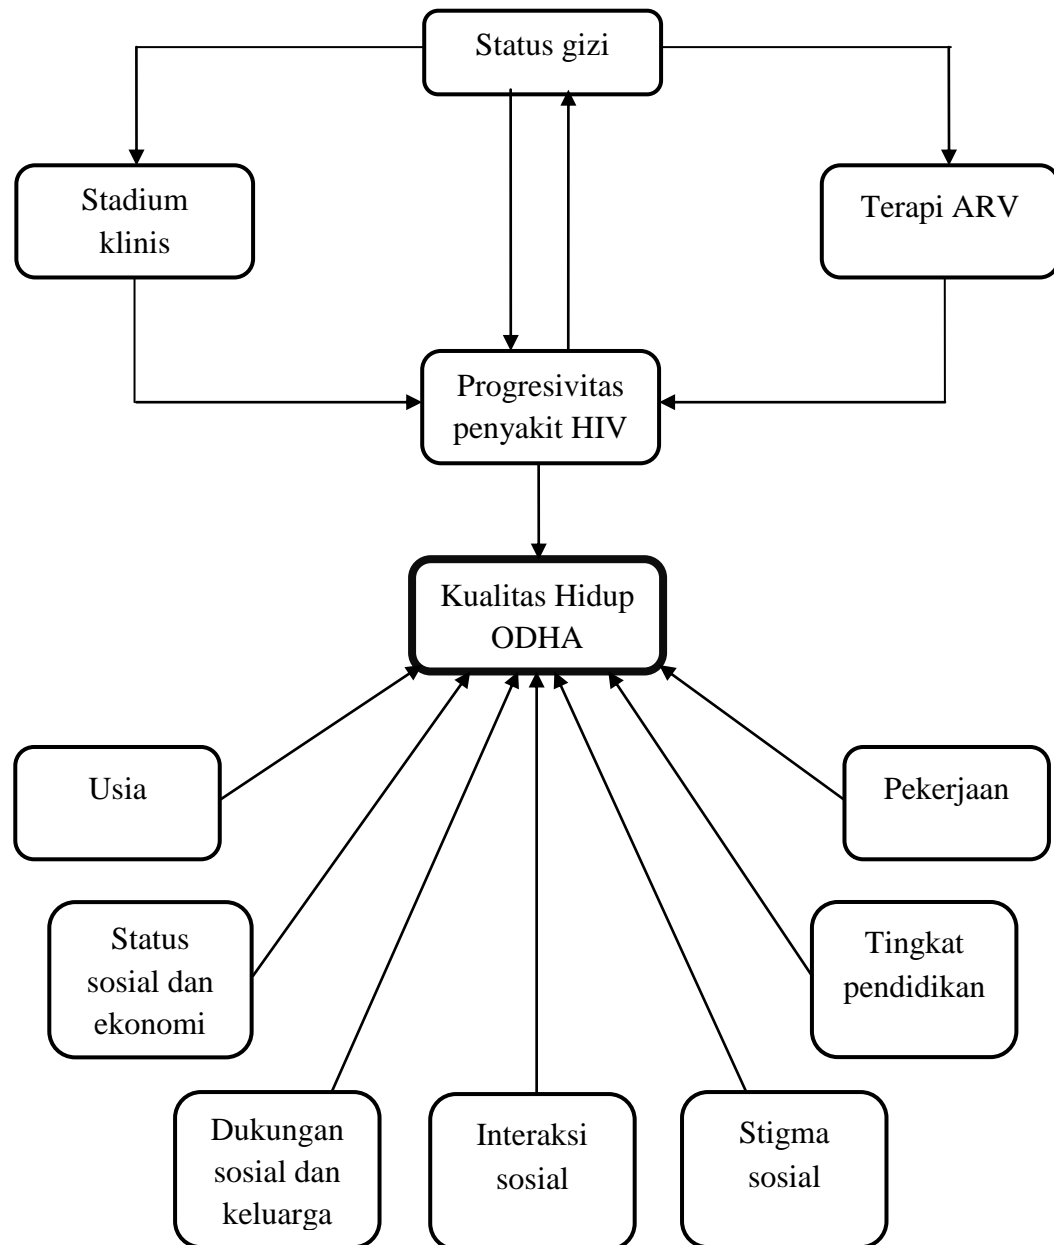 Status gizi
Stadium
klinis
Terapi ARV
Progresivitas
penyakit HIV
Kualitas Hidup
ODHA
Usia
Pekerjaan
Status
sosial dan
ekonomi
Tingkat
pendidikan
Dukungan
sosial dan
keluarga
Interaksi
sosial
Stigma
sosial